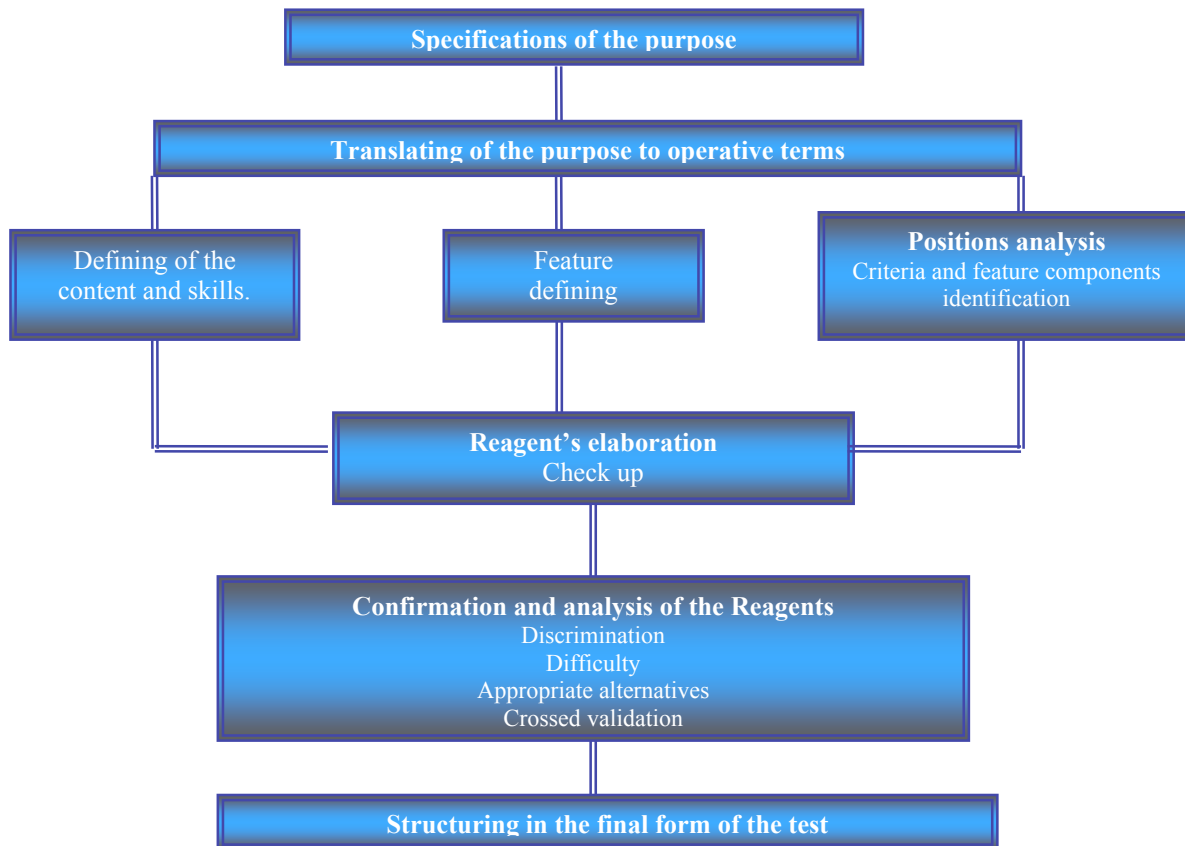 Specifications of the purpose
Translating of the purpose to operative terms
Defining of the
content and skills.
Feature
defining
Positions analysis
Criteria and feature components
identification
Reagent’s elaboration
Check up
Confirmation and analysis of the Reagents
Discrimination
Difficulty
Appropriate alternatives
Crossed validation
Structuring in the final form of the test